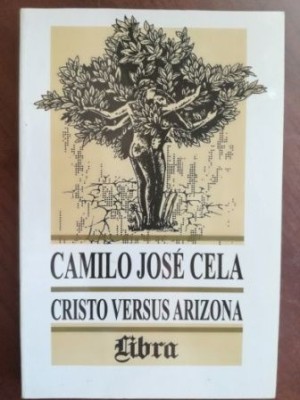 CAMILO JOSÉ CELA
CRISTO VERSUS ARIZONA
Libra